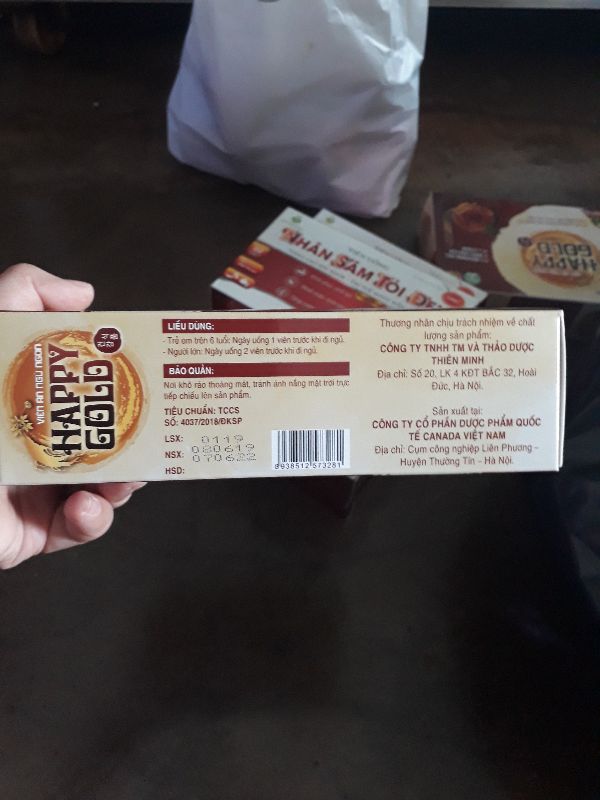 HAPPY
GOLD
NHÂN SÂM TỎI
VIÊN ĂN NGỦ NGON
HAPPY
GOLD
LIỀU DÙNG:
- Trẻ em trên 6 tuổi: Ngày uống 1 viên trước khi đi ngủ.
- Người lớn: Ngày uống 2 viên trước khi đi ngủ.
BẢO QUẢN:
Nơi khô ráo thoáng mát, tránh ánh nắng mặt trời trực
tiếp chiếu lên sản phẩm.
TIÊU CHUẨN: TCCS
SỐ: 4037/2018/ĐKSP
LSX: 0119
NSX: 080619
HSD: 070622
8938512573281
Thương nhân chịu trách nhiệm về chất
lượng sản phẩm:
CÔNG TY TNHH TM VÀ THẢO DƯỢC
THIÊN MINH
Địa chỉ: Số 20, LK 4 KĐT BẮC 32, Hoài
Đức, Hà Nội.
Sản xuất tại:
CÔNG TY CỔ PHẦN DƯỢC PHẨM QUỐC
TẾ CANADA VIỆT NAM
Địa chỉ: Cụm công nghiệp Liên Phương -
Huyện Thường Tín - Hà Nội.